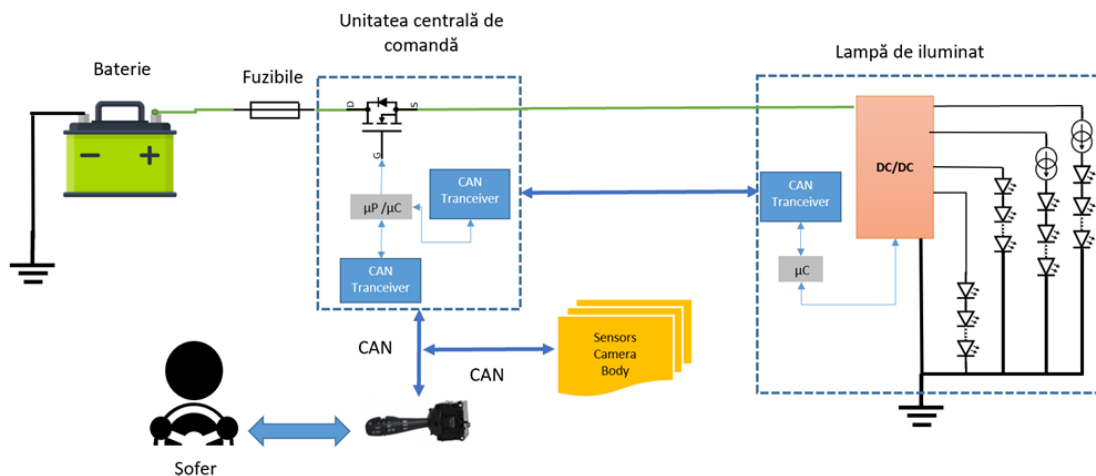 Unitatea centrală de
comandă
Lampă de iluminat
Baterie
Fuzibile
D
S
G
DC/DC
CAN
Tranceiver
µP /µC
CAN
Tranceiver
CAN
Tranceiver
µC
CAN
CAN
Sensors
Camera
Body
Sofer